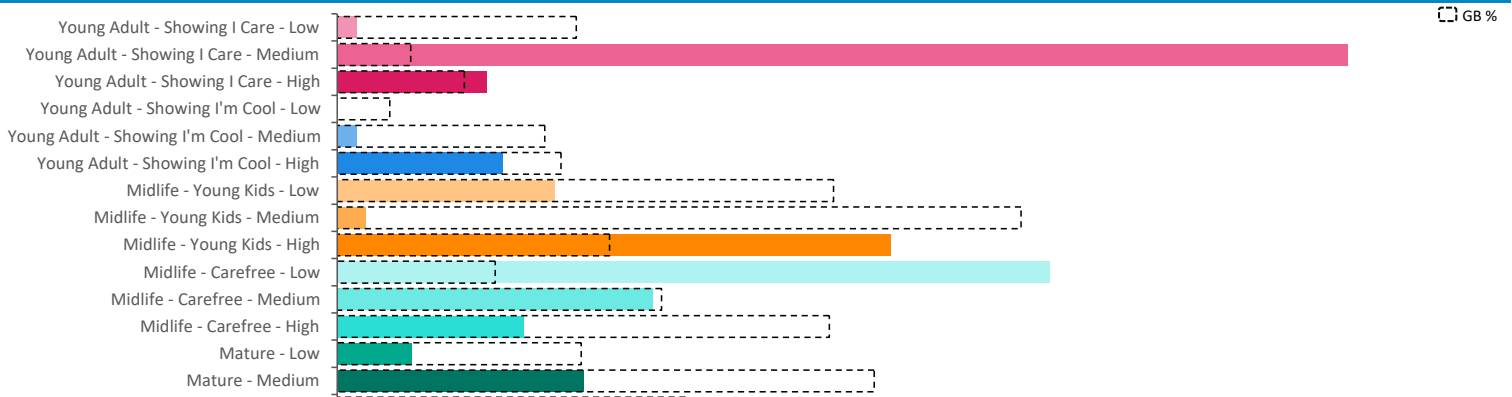 GB %
Young Adult - Showing I Care - Low
Young Adult - Showing I Care - Medium
Young Adult - Showing I Care - High
Young Adult - Showing I'm Cool - Low
Young Adult - Showing I'm Cool - Medium
Young Adult - Showing I'm Cool - High
Midlife - Young Kids - Low
Midlife - Young Kids - Medium
Midlife - Young Kids - High
Midlife - Carefree - Low
Midlife - Carefree - Medium
Midlife - Carefree - High
Mature - Low
Mature - Medium